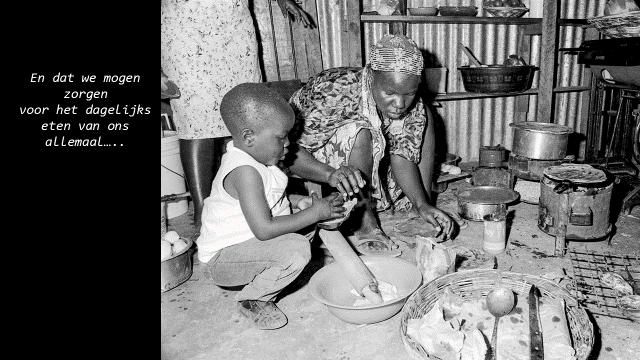 En dat we mogen
zorgen
voor het dagelijks
eten van ons
allemaal…..